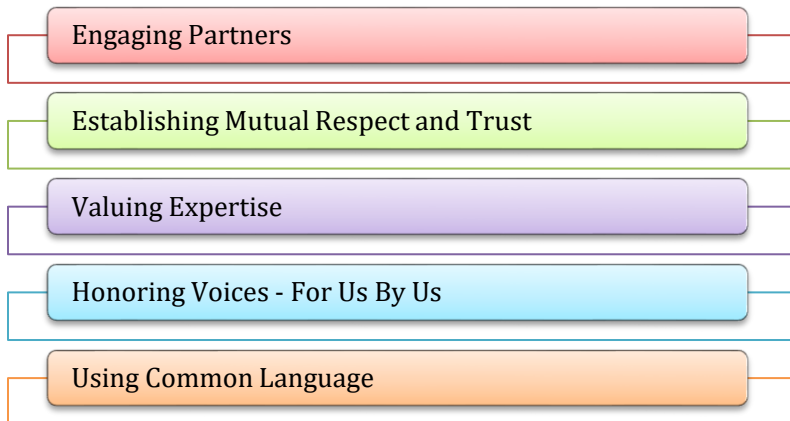 Engaging Partners
Establishing Mutual Respect and Trust
Valuing Expertise
Honoring Voices - For Us By Us
Using Common Language